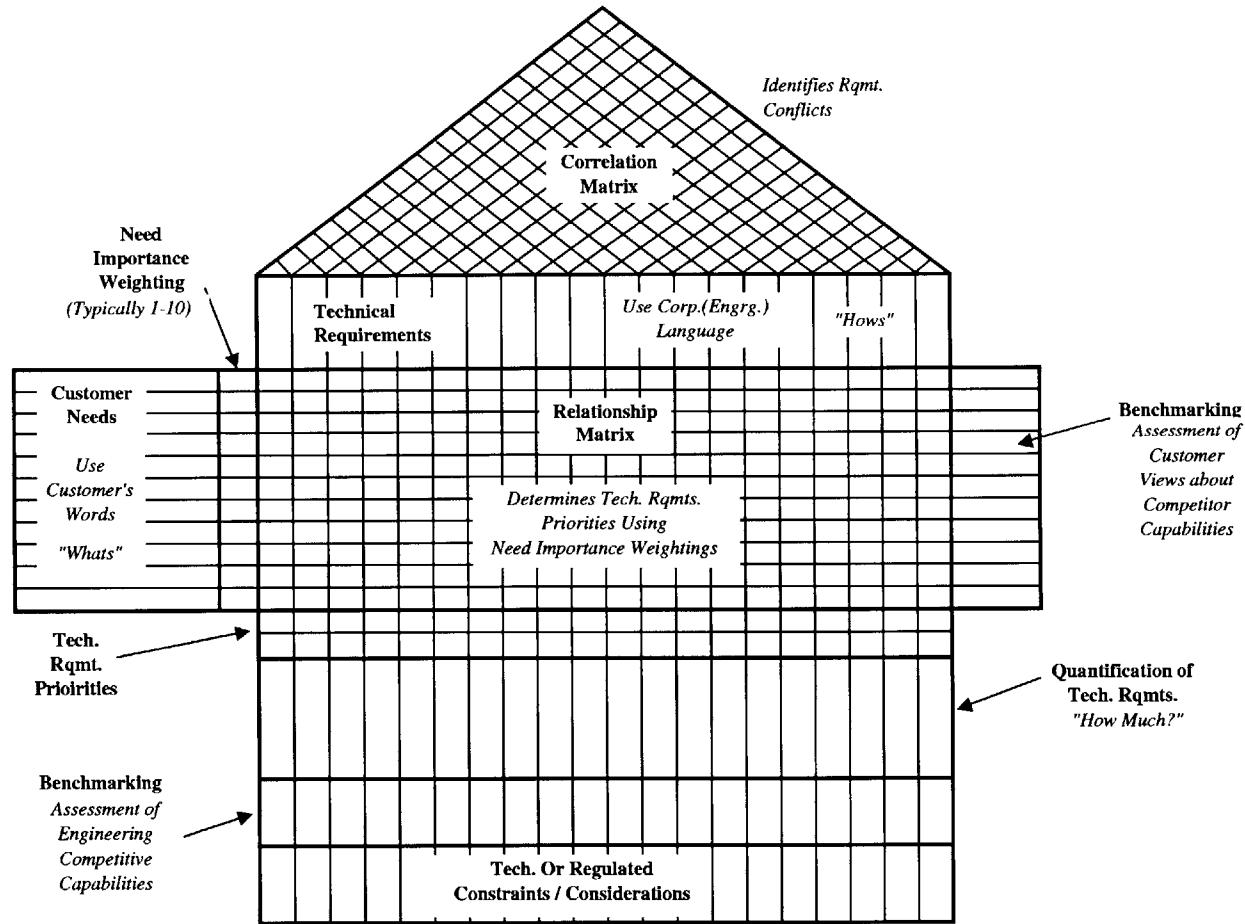 Identifies Rqmt.
Conflicts
Correlation
Matrix
Need
Importance
Weighting
(Typically 1-10)
Technical
Requirements
Use Corp.(Engrg.)
Language
"Hows"
Customer
Needs
Use
Customer's
Words
"Whats"
Relationship
Matrix
Determines Tech. Rqmts.
Priorities Using
Need Importance Weightings
Benchmarking
Assessment of
Customer
Views about
Competitor
Capabilities
Tech.
Rqmt.
Prioirities
Quantification of
Tech. Rqmts.
"How Much?"
Benchmarking
Assessment of
Engineering
Competitive
Capabilities
Tech. Or Regulated
Constraints / Considerations